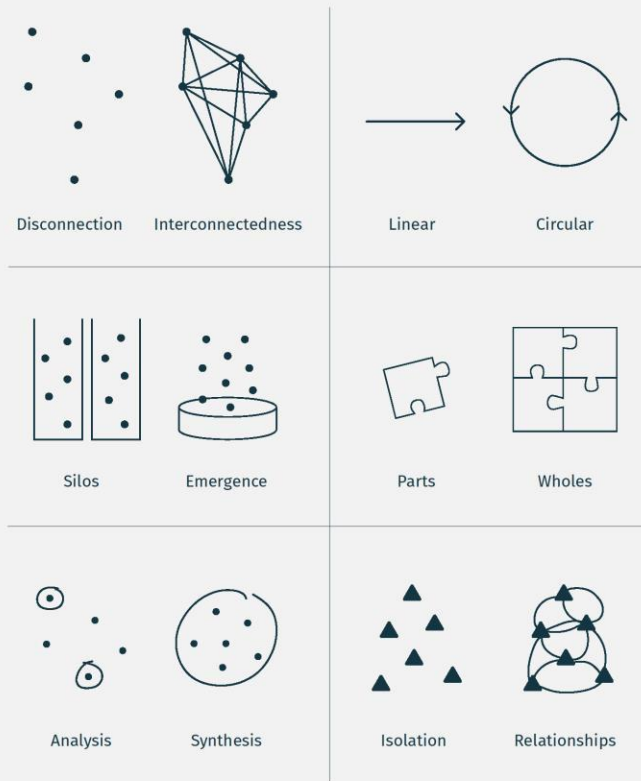 Disconnection
Interconnectedness
Linear
Circular
Silos
Emergence
Parts
Wholes
Analysis
Synthesis
Isolation
Relationships